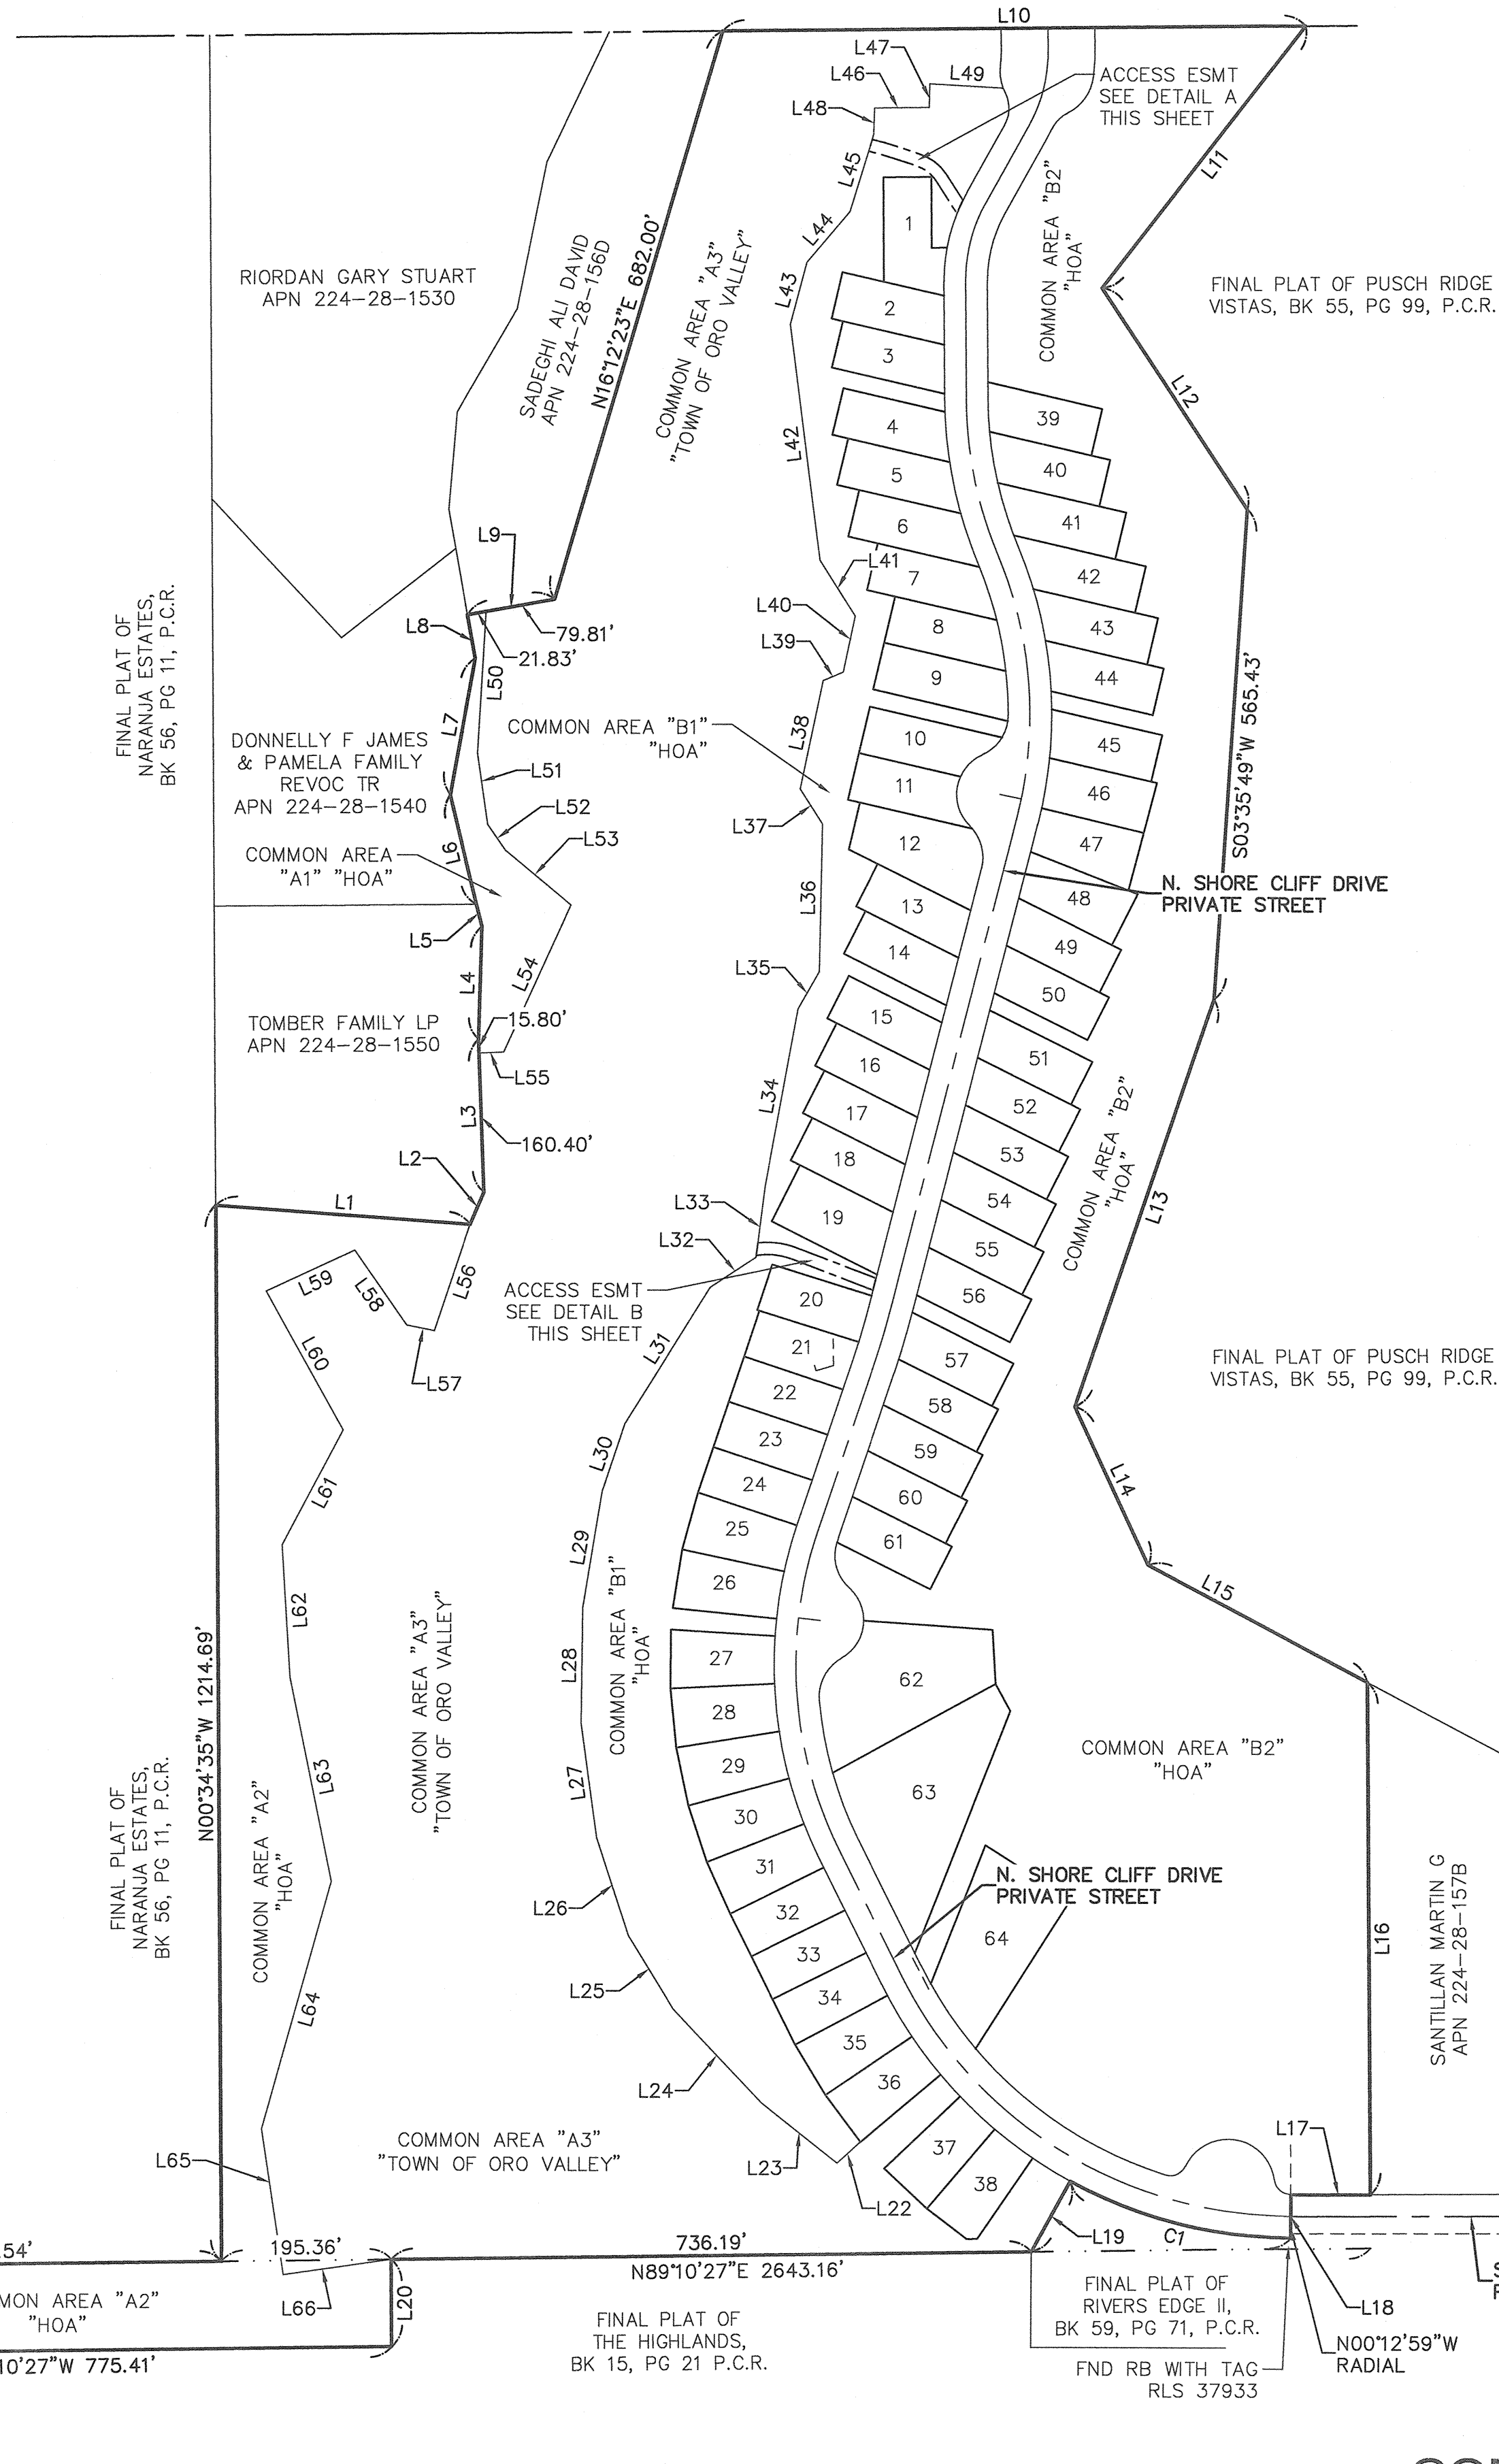 L10
L47
L46
L49
L48
ACCESS ESMT
SEE DETAIL A
THIS SHEET
L45
L11
L44
1
COMMON AREA "B2"
"HOA"
N16°12'23"E 682.00'
SADEGHI ALI DAVID
APN 224-28-156D
COMMON AREA "A3"
"TOWN OF ORO VALLEY"
RIORDAN GARY STUART
APN 224-28-1530
FINAL PLAT OF PUSCH RIDGE
VISTAS, BK 55, PG 99, P.C.R.
L43
2
3
L12
39
4
L42
40
5
41
6
L9
L41
7
42
L40
8
43
L8
79.81'
L39
21.83'
9
44
S03°35'49"W 565.43'
FINAL PLAT OF
NARANJA ESTATES,
BK 56, PG 11, P.C.R.
L50
L7
DONNELLY F JAMES
& PAMELA FAMILY
REVOC TR
APN 224-28-1540
COMMON AREA "B1"
"HOA"
L38
10
45
L51
11
46
L52
L37
L53
L6
12
47
COMMON AREA
"A1" "HOA"
N. SHORE CLIFF DRIVE
PRIVATE STREET
L36
13
48
L5
14
49
L54
L4
L35
50
TOMBER FAMILY LP
APN 224-28-1550
15.80'
15
51
L55
16
L34
52
L3
17
160.40'
53
L2
18
COMMON AREA "B2"
"HOA"
L1
54
L13
L33
19
L32
55
L59
L58
L56
ACCESS ESMT
SEE DETAIL B
THIS SHEET
20
56
L31
21
L60
57
FINAL PLAT OF PUSCH RIDGE
VISTAS, BK 55, PG 99, P.C.R.
L57
22
58
23
L30
59
24
L14
L61
60
25
L29
61
26
L15
L62
COMMON AREA "B1"
"HOA"
COMMON AREA "A3"
"TOWN OF ORO VALLEY"
N00°34'35"W 1214.69'
L28
27
62
28
COMMON AREA "B2"
"HOA"
29
L27
L63
63
30
FINAL PLAT OF
NARANJA ESTATES,
BK 56, PG 11, P.C.R.
COMMON AREA "A2"
"HOA"
31
N. SHORE CLIFF DRIVE
PRIVATE STREET
L26
32
64
L16
SANTILLAN MARTIN G
APN 224-28-157B
33
L25
34
L64
35
L24
36
COMMON AREA "A3"
"TOWN OF ORO VALLEY"
L17
L65
37
L23
38
L22
L19
C1
54'
195.36'
736.19'
N89°10'27"E 2643.16'
MON AREA "A2"
"HOA"
L66
L20
FINAL PLAT OF
RIVERS EDGE II,
BK 59, PG 71, P.C.R.
L18
FINAL PLAT OF
THE HIGHLANDS,
BK 15, PG 21 P.C.R.
N00°12'59"W
RADIAL
10'27"W 775.41'
FND RB WITH TAG
RLS 37933